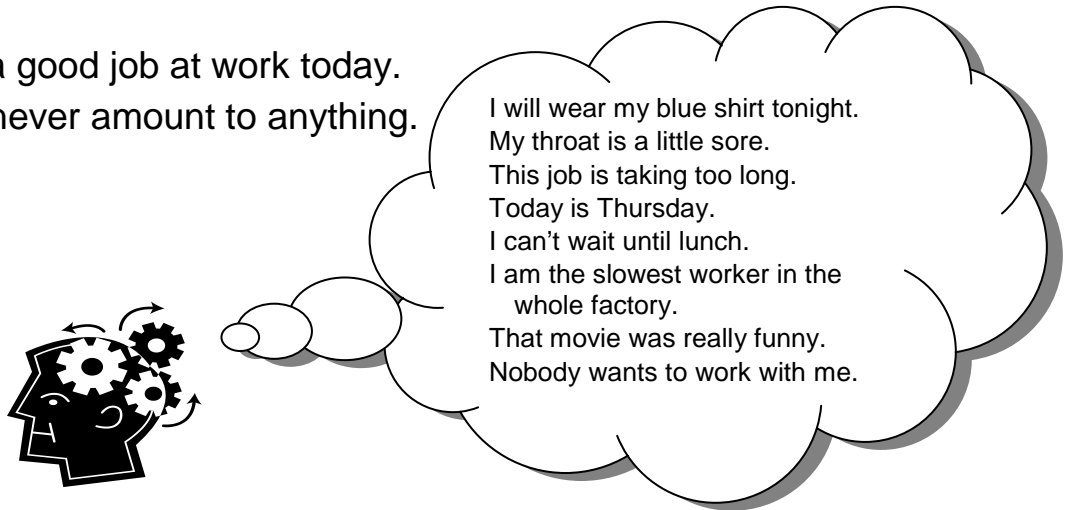 a good job at work today.
never amount to anything.
I will wear my blue shirt tonight.
My throat is a little sore.
This job is taking too long.
Today is Thursday.
I can't wait until lunch.
I am the slowest worker in the
whole factory.
That movie was really funny.
Nobody wants to work with me.